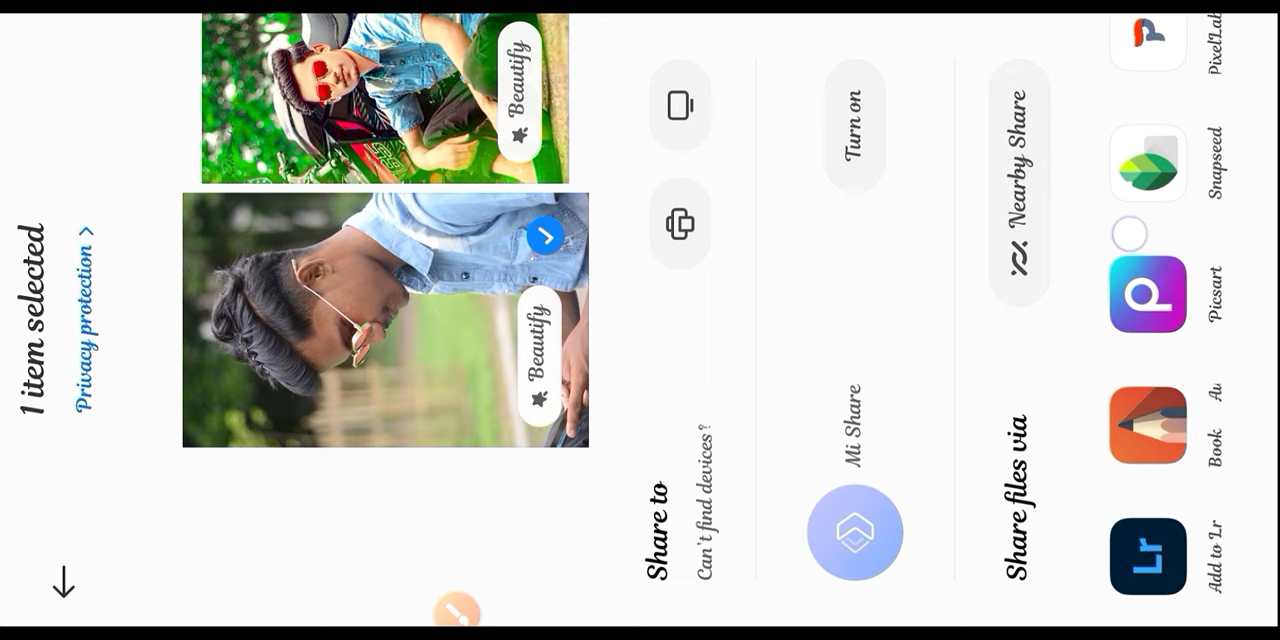 1 item selected
Privacy protection >
Beautify
Beautify
Share to
Can't find devices?
Mi Share
Turn on
Share files via
Nearby Share
Lr
Add to Lr
Book Au
Picsart
Snapseed
PixelLab